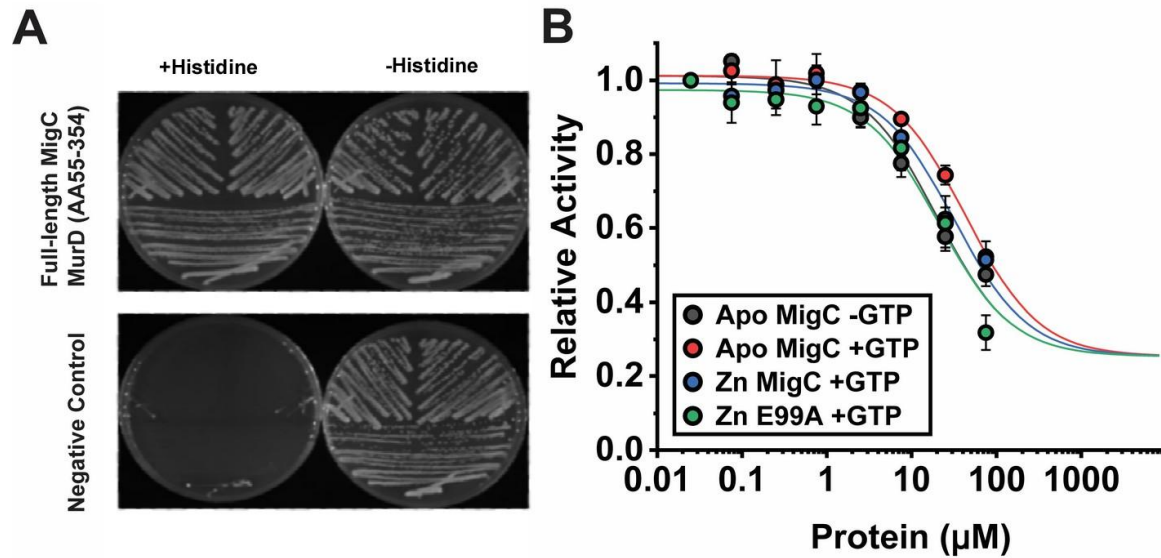 A
+Histidine
-Histidine
Full-length MigC
MurD (AA55-354)
Negative Control
B
Relative Activity
1.0
0.8
0.6
0.4
0.2
0.0
Apo MigC -GTP
Apo MigC +GTP
Zn MigC +GTP
Zn E99A +GTP
0.01
0.1
1
10
100
1000
Protein (µM)